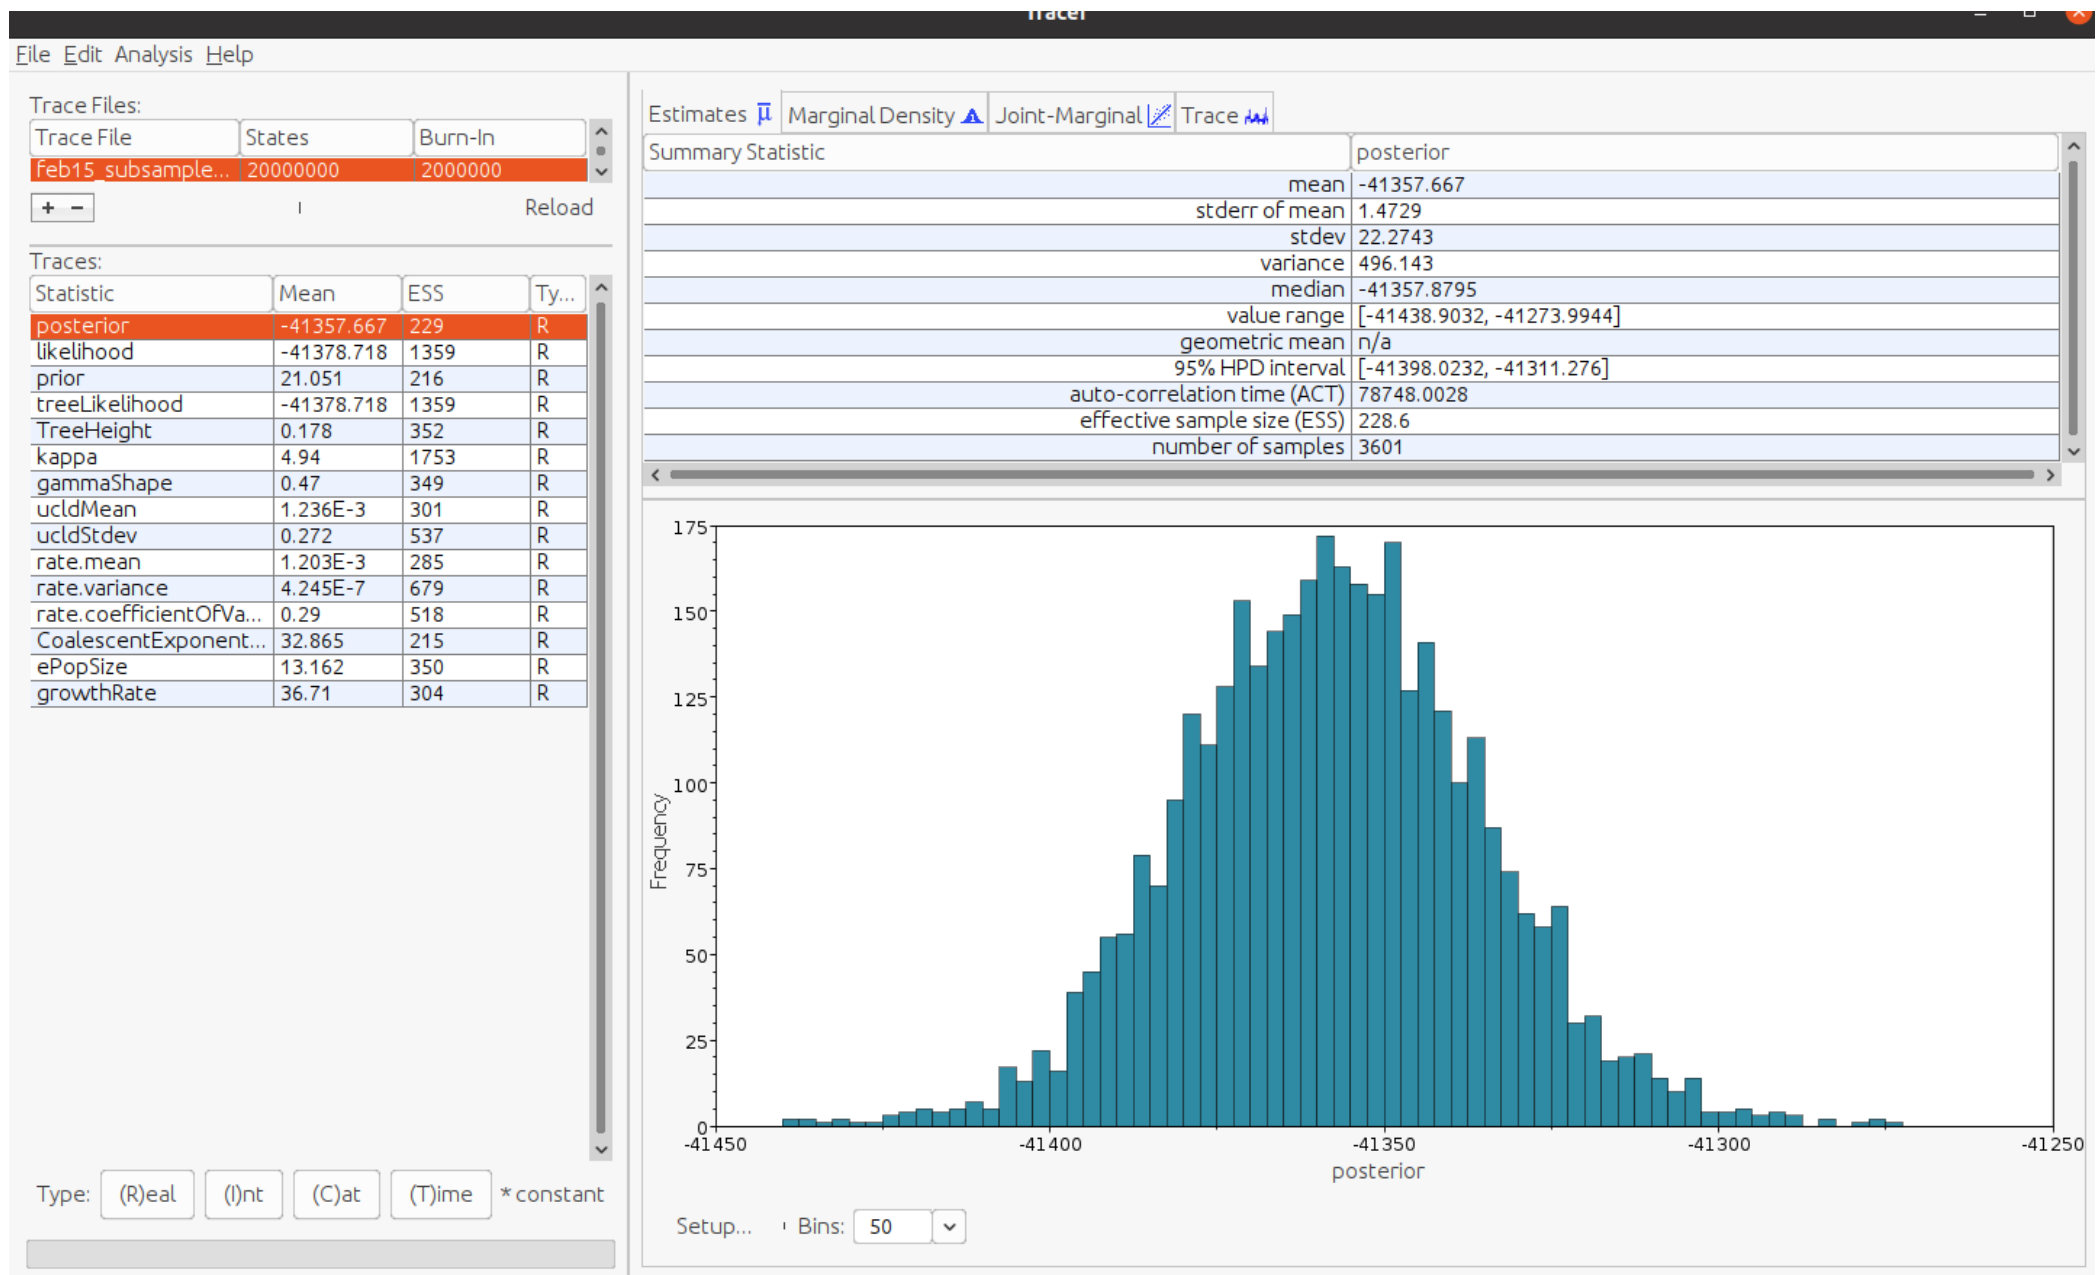 Tracer
File Edit Analysis Help
Trace Files:
Trace File States Burn-In
feb15_subsample... 20000000 2000000
+ − Reload
Traces:
Statistic Mean ESS Ty...
posterior -41357.667 229 R
likelihood -41378.718 1359 R
prior 21.051 216 R
treeLikelihood -41378.718 1359 R
TreeHeight 0.178 352 R
kappa 4.94 1753 R
gammaShape 0.47 349 R
ucldMean 1.236E-3 301 R
ucldStdev 0.272 537 R
rate.mean 1.203E-3 285 R
rate.variance 4.245E-7 679 R
rate.coefficientOfVa... 0.29 518 R
CoalescentExponent... 32.865 215 R
ePopSize 13.162 350 R
growthRate 36.71 304 R
Type: (R)eal (I)nt (C)at (T)ime * constant
Estimates μ Marginal Density Joint-Marginal Trace
Summary Statistic posterior
mean -41357.667
stderr of mean 1.4729
stdev 22.2743
variance 496.143
median -41357.8795
value range [-41438.9032, -41273.9944]
geometric mean n/a
95% HPD interval [-41398.0232, -41311.276]
auto-correlation time (ACT) 78748.0028
effective sample size (ESS) 228.6
number of samples 3601
175
150
125
100
75
50
25
0
Frequency
-41450 -41400 -41350 -41300 -41250
posterior
Setup... Bins: 50